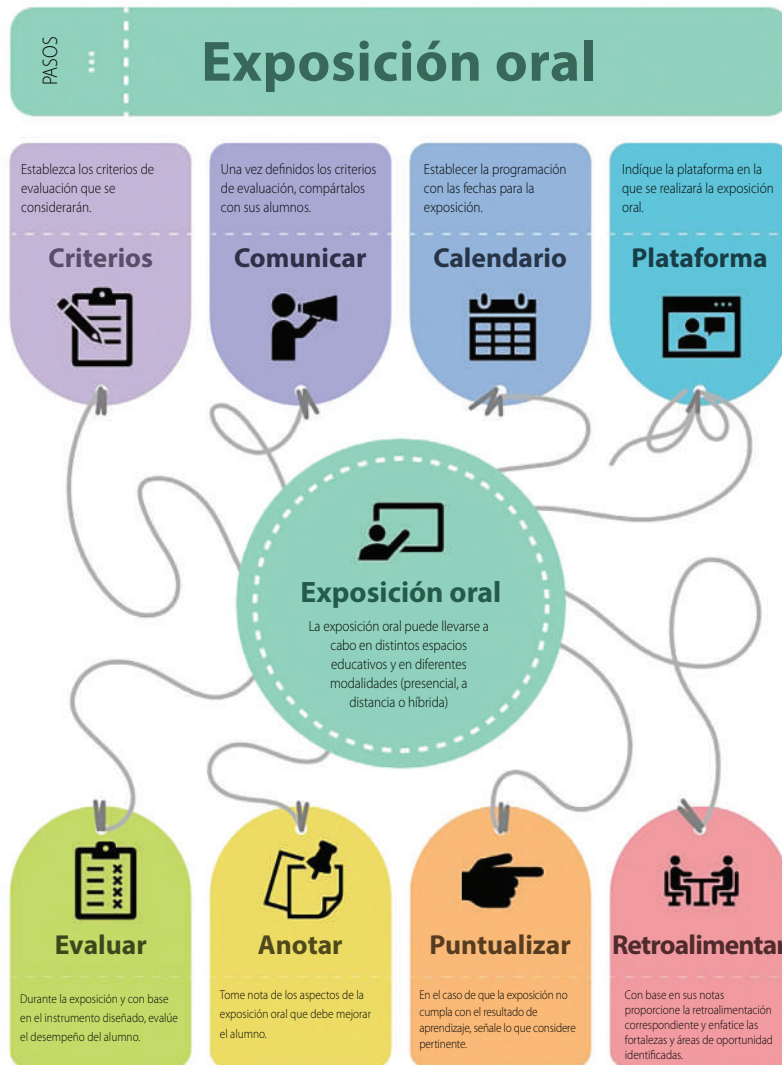 PASOS
Exposición oral
Establezca los criterios de
evaluación que se
considerarán.
Criterios
Una vez definidos los criterios
de evaluación, compártalos
con sus alumnos.
Comunicar
Establecer la programación
con las fechas para la
exposición.
Calendario
Indíque la plataforma en la
que se realizará la exposición
oral.
Plataforma
Exposición oral
La exposición oral puede llevarse a
cabo en distintos espacios
educativos y en diferentes
modalidades (presencial, a
distancia o híbrida)
Evaluar
Durante la exposición y con base
en el instrumento diseñado, evalúe
el desempeño del alumno.
Anotar
Tome nota de los aspectos de la
exposición oral que debe mejorar
el alumno.
Puntualizar
En el caso de que la exposición no
cumpla con el resultado de
aprendizaje, señale lo que considere
pertinente.
Retroalimentar
Con base en sus notas
proporcione la retroalimentación
correspondiente y enfatice las
fortalezas y áreas de oportunidad
identificadas.